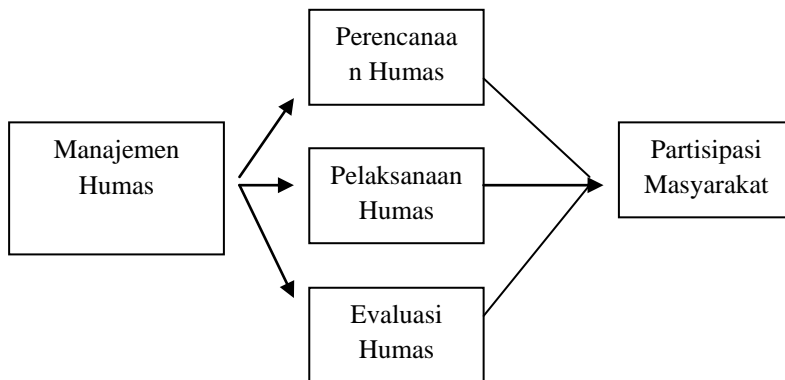 Perencanaa
n Humas
Manajemen
Humas
Pelaksanaan
Humas
Partisipasi
Masyarakat
Evaluasi
Humas